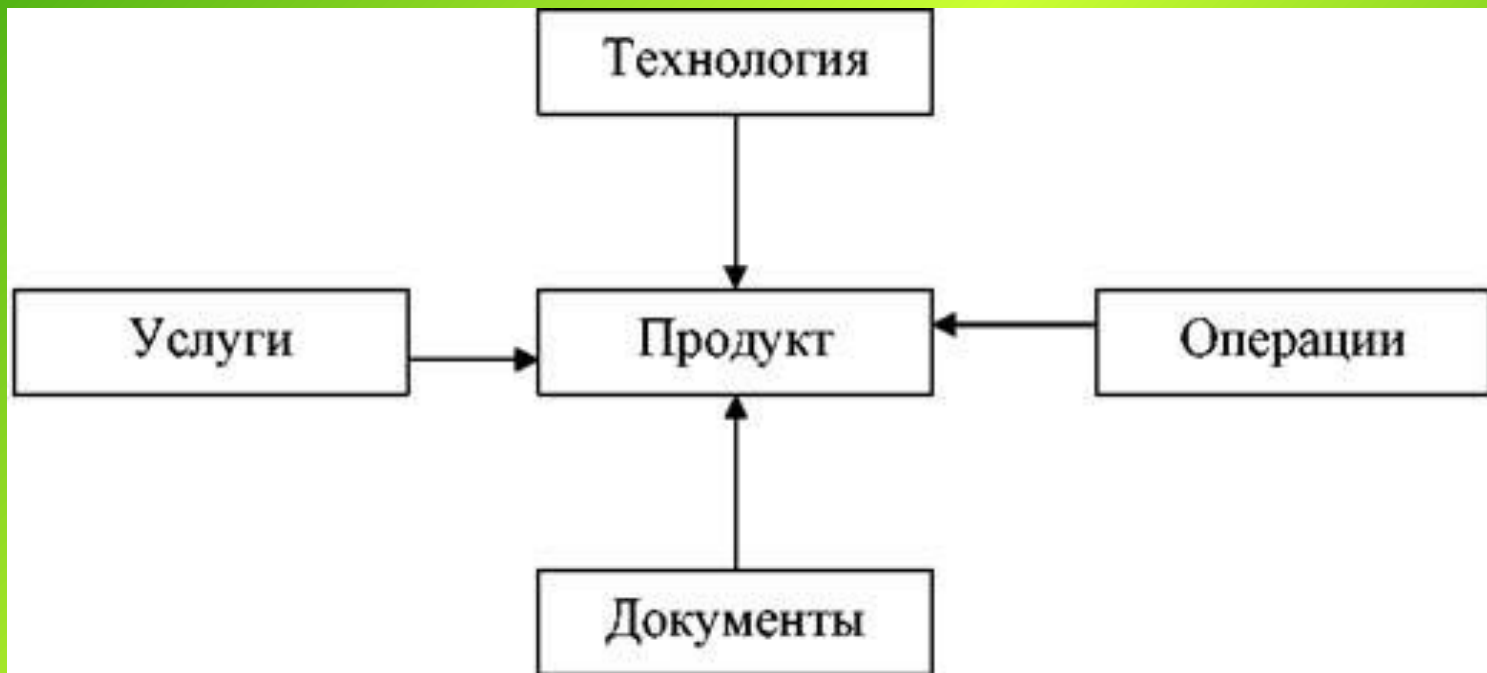 Технология
Услуги
Продукт
Операции
Документы